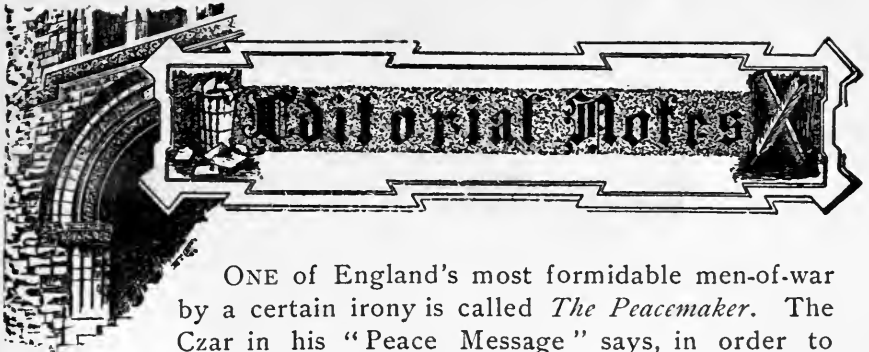 Editorial Notes
ONE of England's most formidable men-of-war
by a certain irony is called The Peacemaker. The
Czar in his "Peace Message" says, in order to